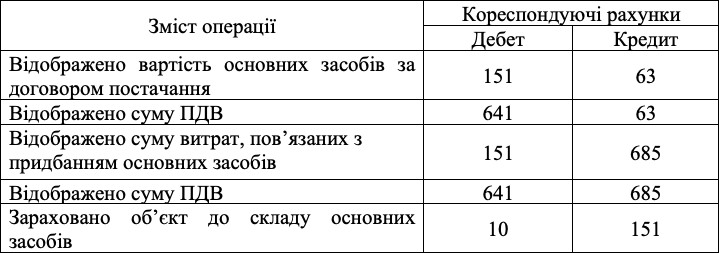 Зміст операції
Кореспондуючі рахунки
Дебет
Кредит
Відображено вартість основних засобів за
договором постачання
151
63
Відображено суму ПДВ
641
63
Відображено суму витрат, пов’язаних з
придбанням основних засобів
151
685
Відображено суму ПДВ
641
685
Зараховано об’єкт до складу основних
засобів
10
151